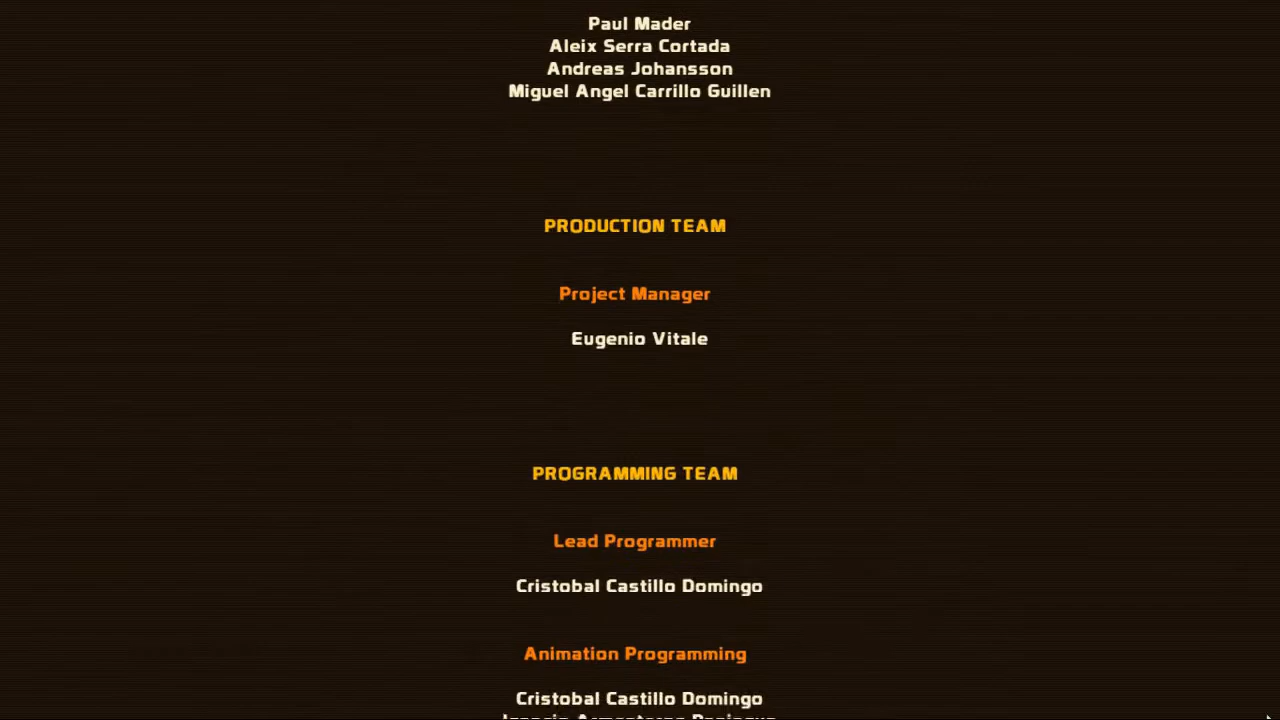 Paul Mader
Aleix Serra Cortada
Andreas Johansson
Miguel Angel Carrillo Guillen
PRODUCTION TEAM
Project Manager
Eugenio Vitale
PROGRAMMING TEAM
Lead Programmer
Cristobal Castillo Domingo
Animation Programming
Cristobal Castillo Domingo